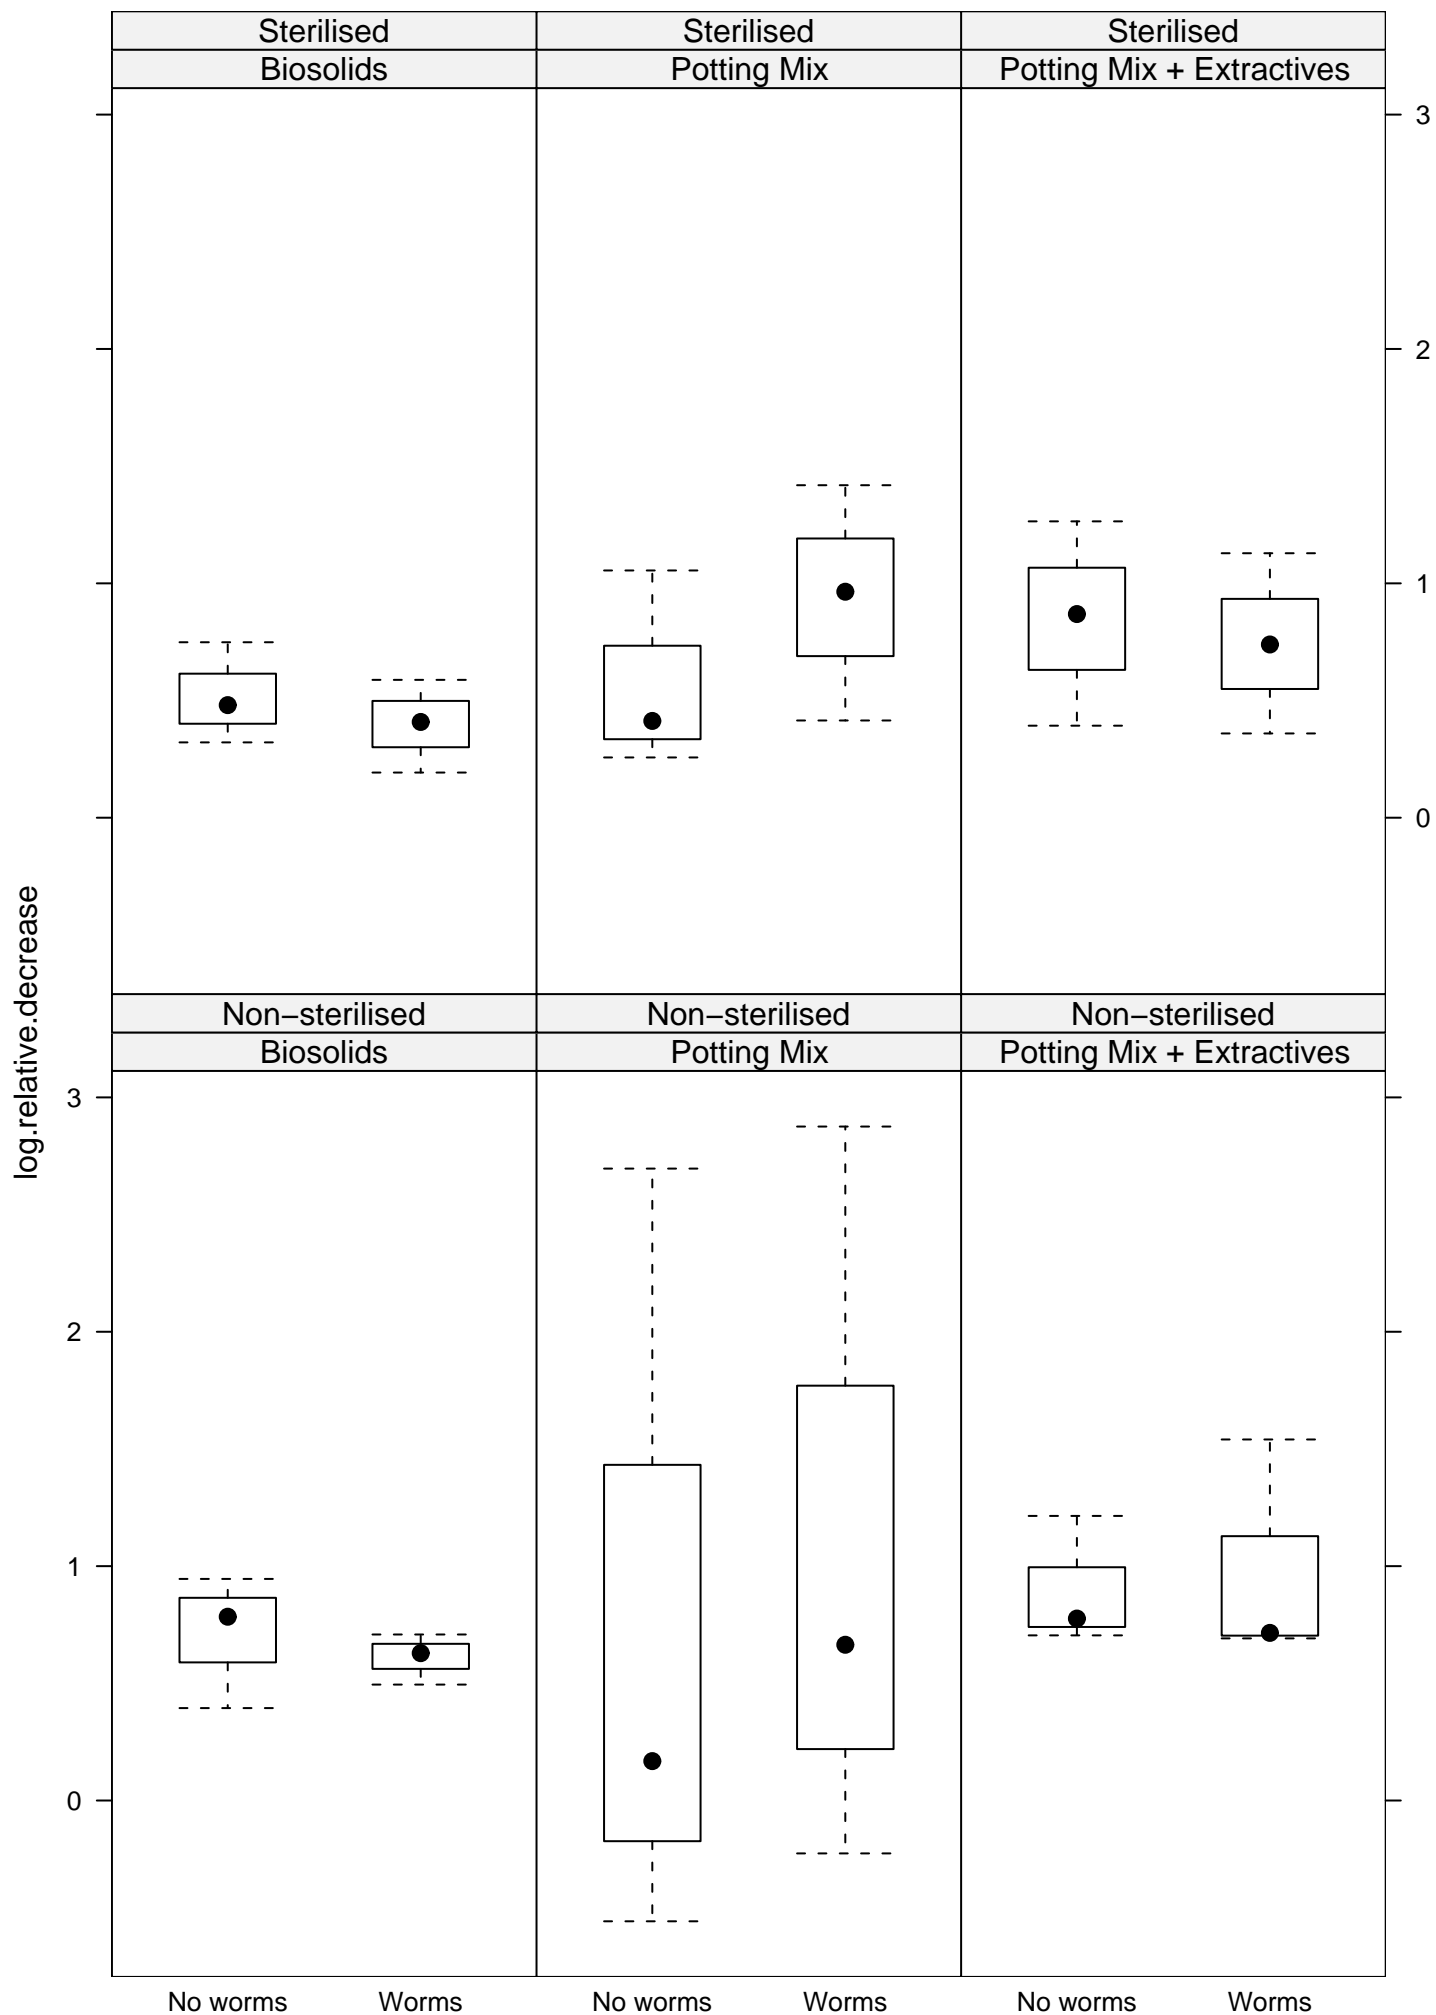 Sterilised Sterilised Sterilised
Biosolids Potting Mix Potting Mix + Extractives
3
2
1
0
log.relative.decrease
Non−sterilised Non−sterilised Non−sterilised
Biosolids Potting Mix Potting Mix + Extractives
3
2
1
0
No worms Worms No worms Worms No worms Worms